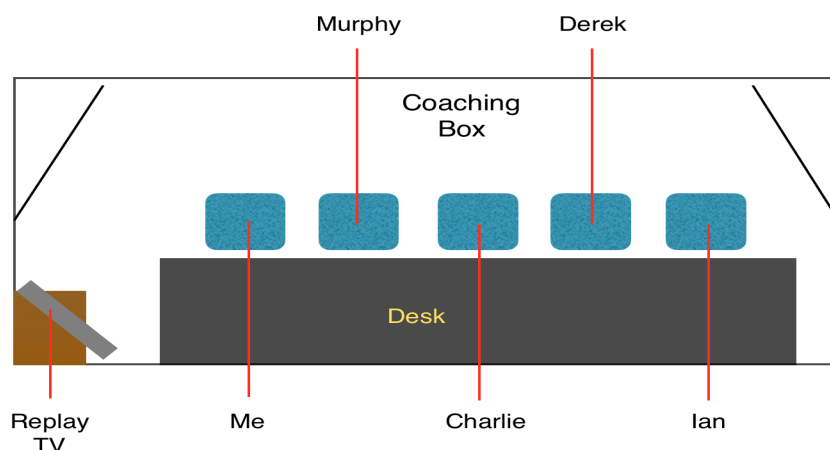 Murphy
Derek
Coaching
Box
Desk
Replay
TV
Me
Charlie
Ian